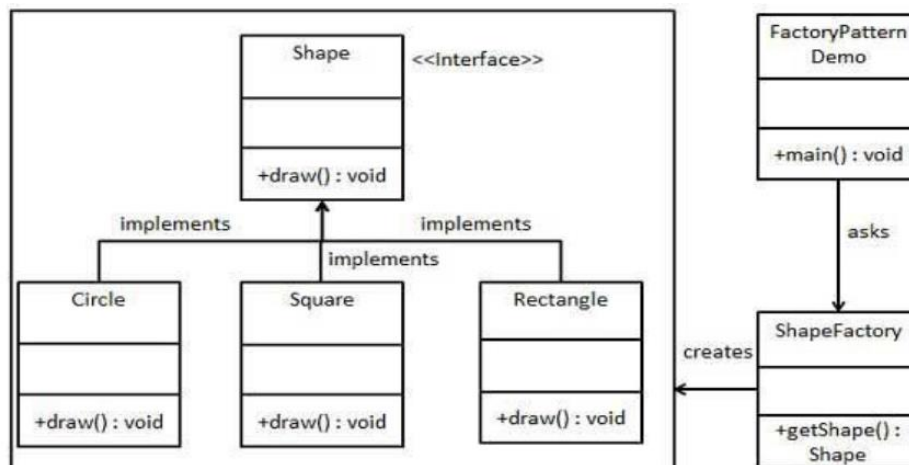 Shape
<<Interface>>
+draw() : void
implements
implements
implements
Circle
+draw() : void
Square
+draw() : void
Rectangle
+draw() : void
FactoryPattern
Demo
+main() : void
asks
ShapeFactory
+getShape() :
Shape
creates